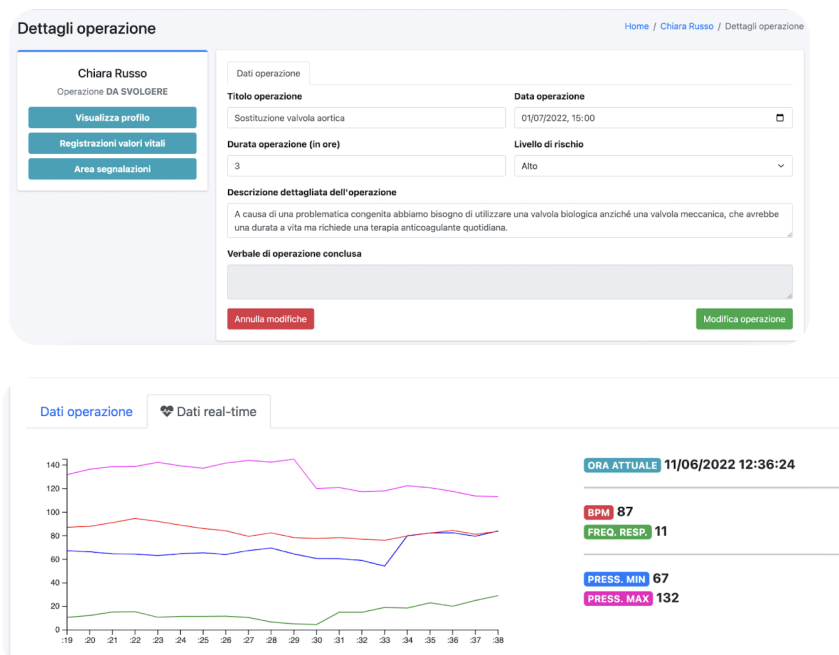 Dettagli operazione
Home / Chiara Russo / Dettagli operazione
Chiara Russo
Operazione DA SVOLGERE
Visualizza profilo
Registrazioni valori vitali
Area segnalazioni
Dati operazione
Titolo operazione
Sostituzione valvola aortica
Data operazione
01/07/2022, 15:00
Durata operazione (in ore)
3
Livello di rischio
Alto
Descrizione dettagliata dell'operazione
A causa di una problematica congenita abbiamo bisogno di utilizzare una valvola biologica anziché una valvola meccanica, che avrebbe
una durata a vita ma richiede una terapia anticoagulante quotidiana.
Verbale di operazione conclusa
Annulla modifiche
Modifica operazione
Dati operazione
Dati real-time
140
120
100
80
60
40
20
0
:19 :20 :21 :22 :23 :24 :25 :26 :27 :28 :29 :30 :31 :32 :33 :34 :35 :36 :37 :38
ORA ATTUALE 11/06/2022 12:36:24
BPM 87
FREQ. RESP. 11
PRESS. MIN 67
PRESS. MAX 132